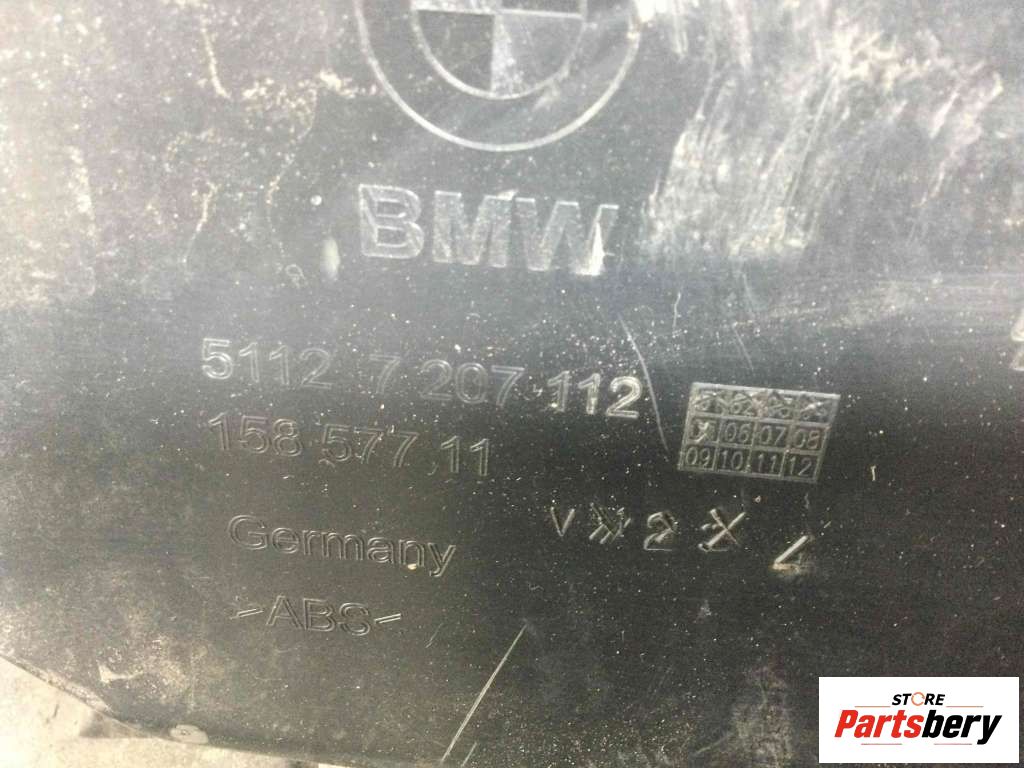 BMW
5112 7 207 112
158 577 11
06 07 08
09 10 11 12
Germany
>ABS<
STORE
Partsbery